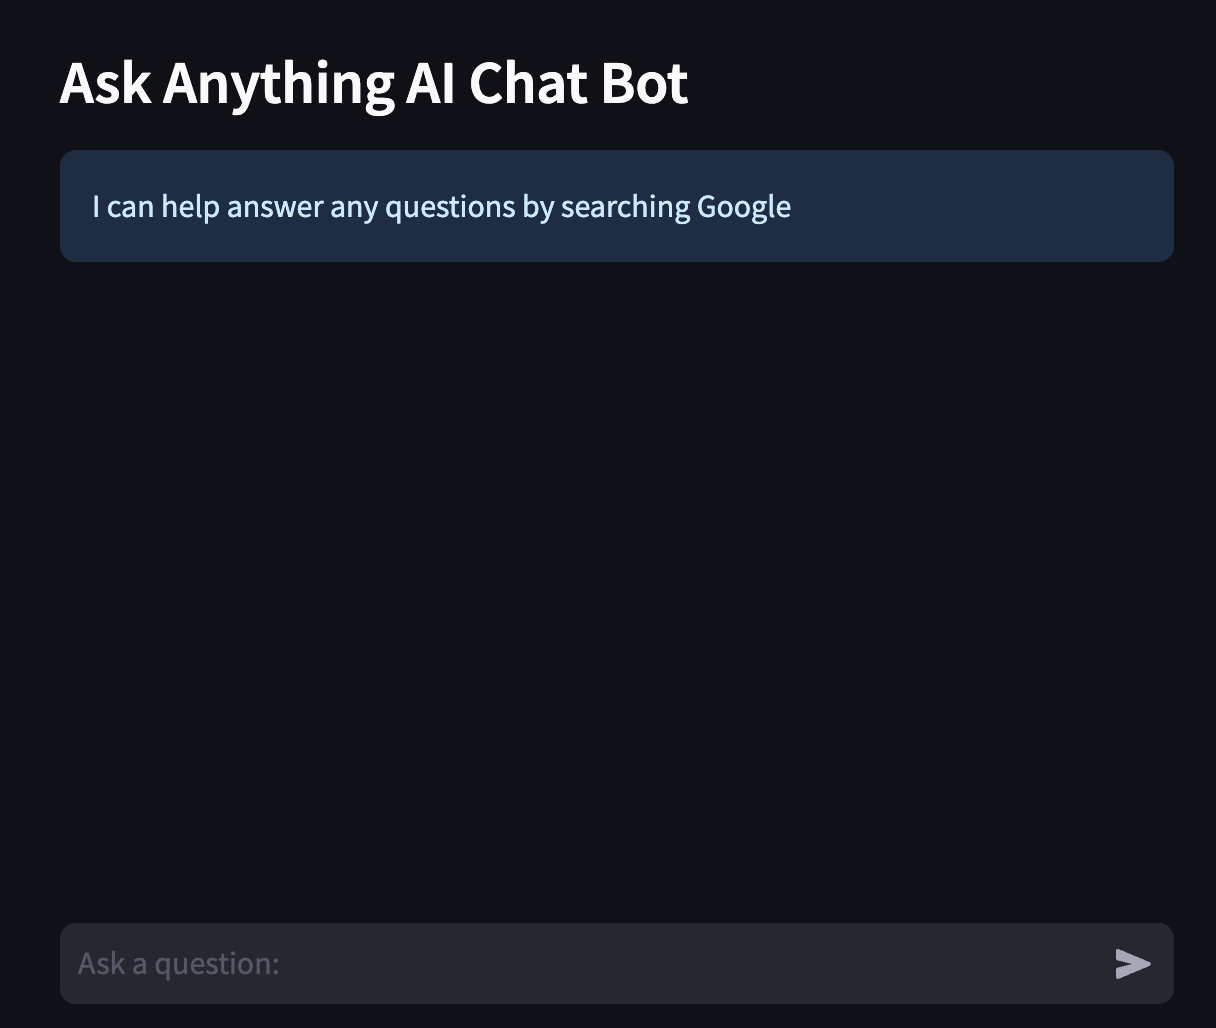 Ask Anything AI Chat Bot
I can help answer any questions by searching Google
Ask a question: